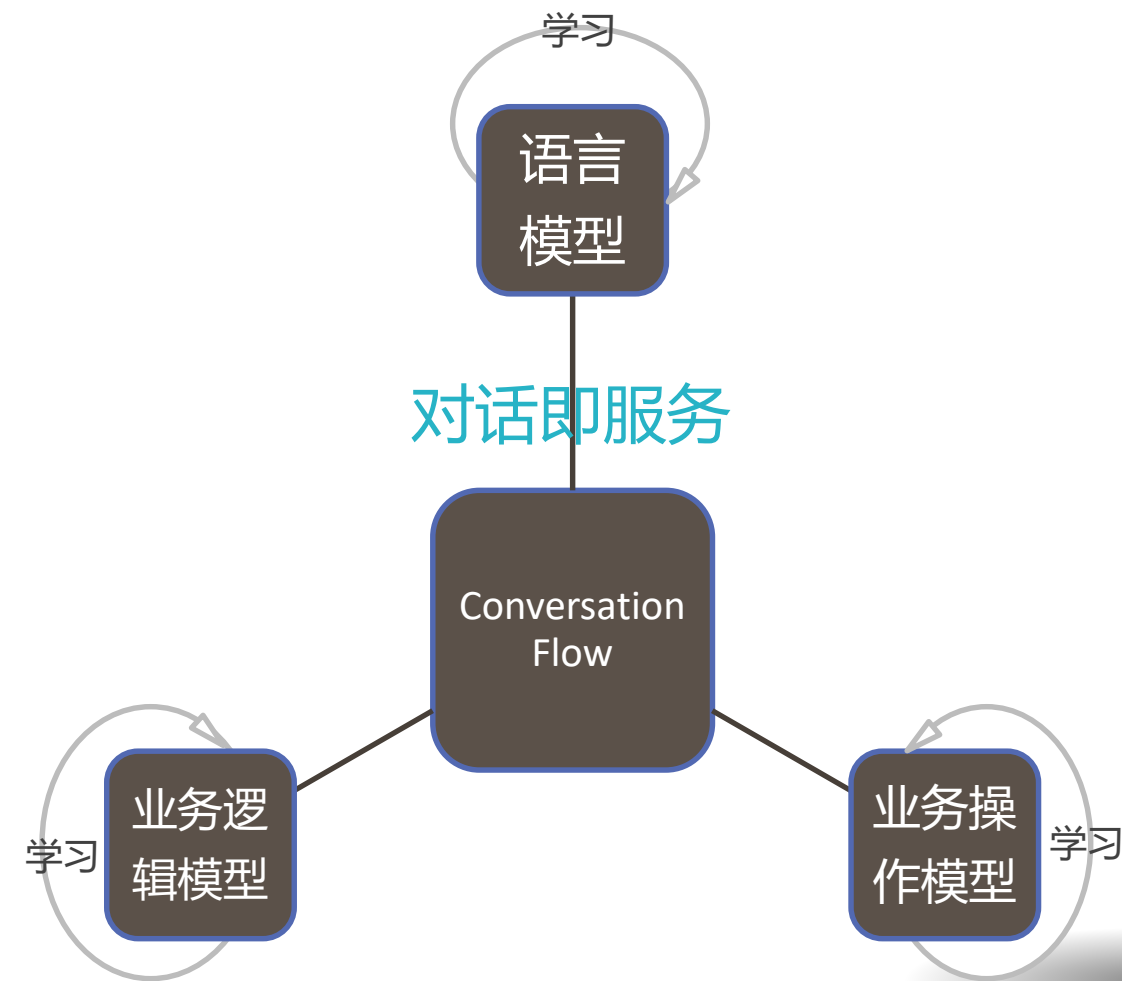 学习
语言
模型
对话即服务
Conversation
Flow
业务逻
辑模型
学习
业务操
作模型
学习